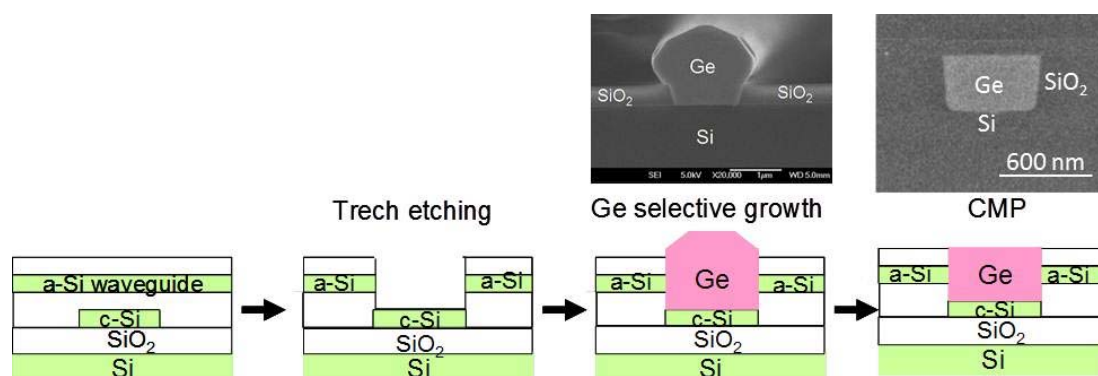 Ge
SiO2
SiO2
Si
SEI 5.0kV X20,000 1μm WD 5.0mm
Ge
SiO2
Si
600 nm
Trech etching
Ge selective growth
CMP
a-Si waveguide
c-Si
SiO2
Si
a-Si
a-Si
c-Si
SiO2
Ge
a-Si
a-Si
c-Si
SiO2
Ge
a-Si
a-Si
c-Si
SiO2
Si